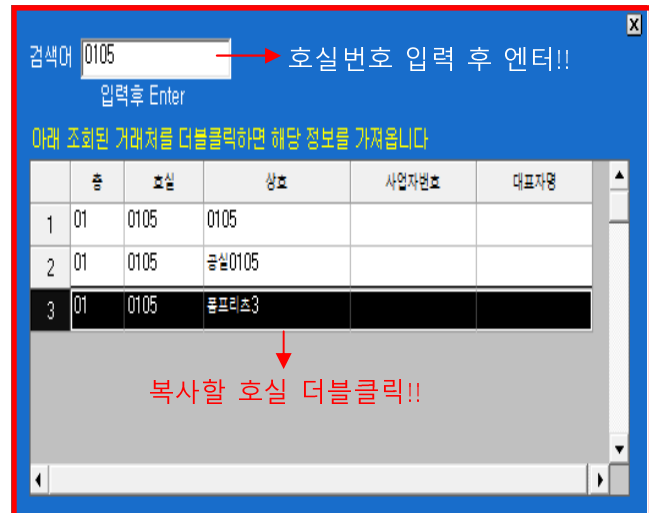 X
검색어 0105 호실번호 입력 후 엔터!!
입력후 Enter
아래 조회된 거래처를 더블클릭하면 해당 정보를 가져옵니다
층 호실 상호 사업자번호 대표자명
1 01 0105 0105
2 01 0105 공실0105
3 01 0105 폼프리츠3
복사할 호실 더블클릭!!